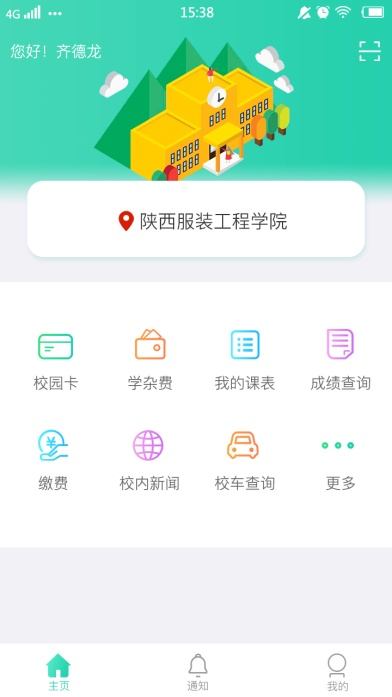 4G 15:38
您好！齐德龙
陕西服装工程学院
校园卡 学杂费 我的课表 成绩查询
¥
缴费 校内新闻 校车查询 更多
主页 通知 我的